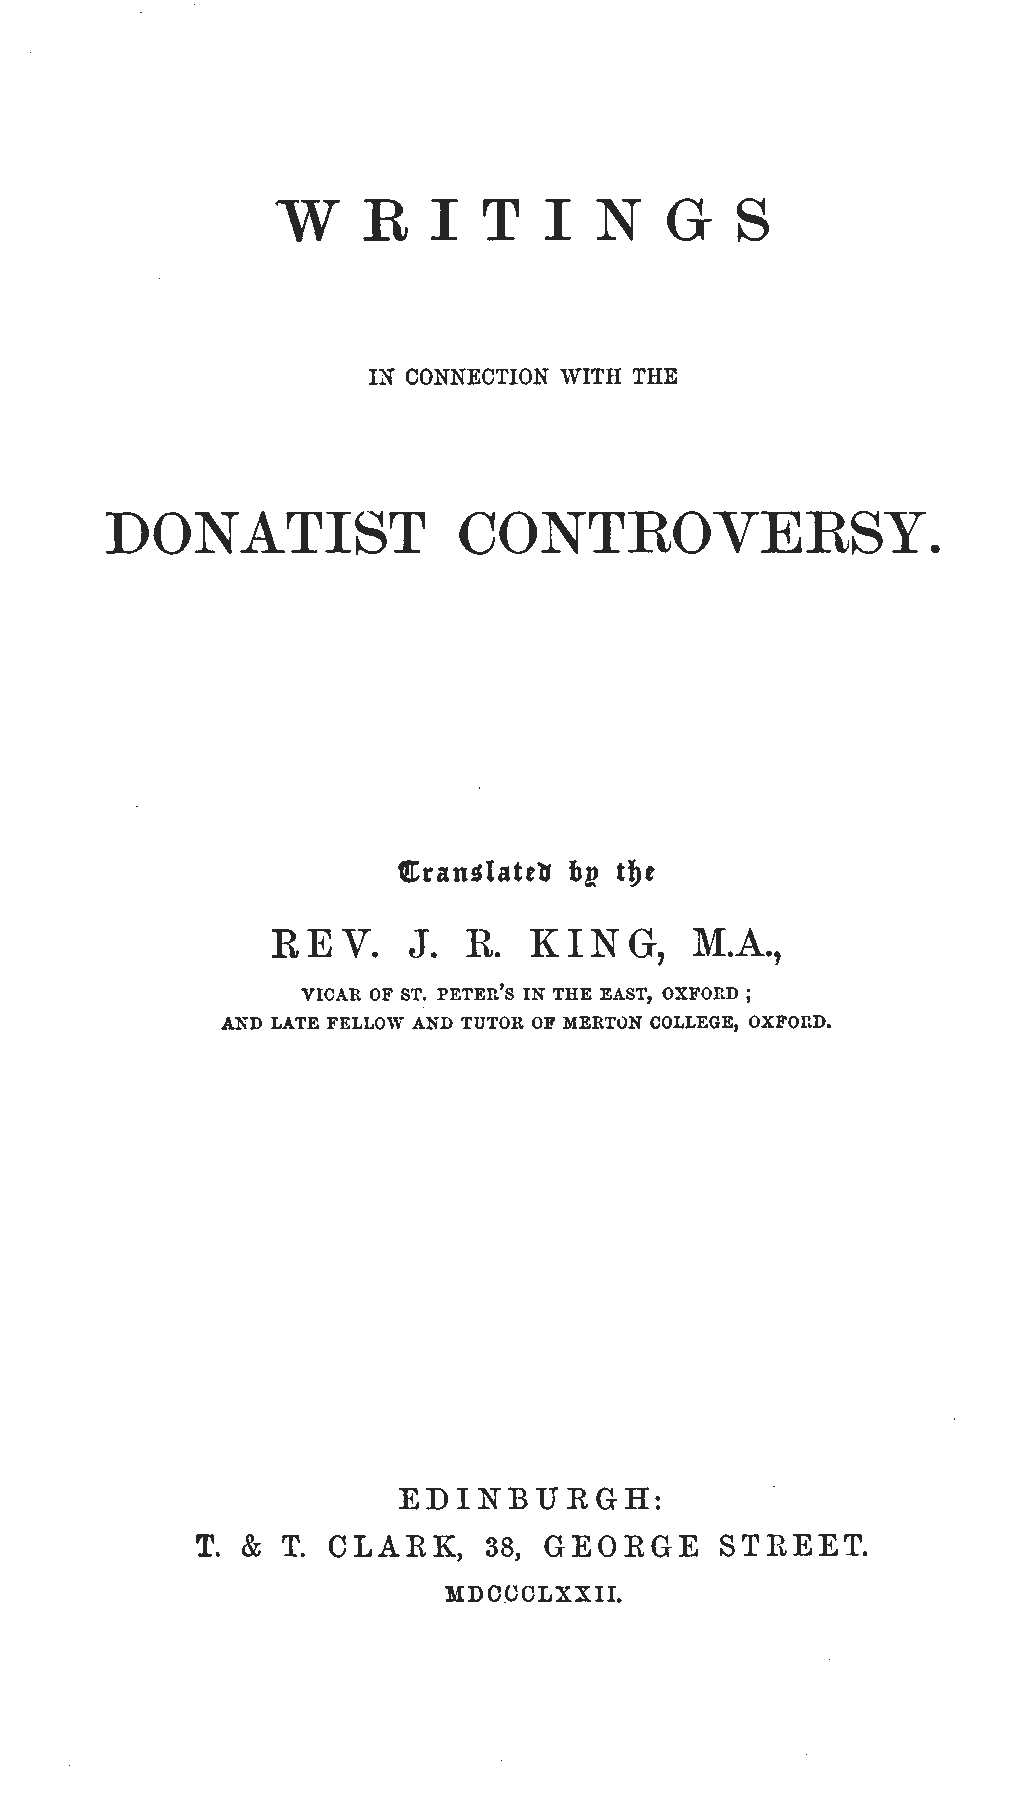 WRITINGS
IN CONNECTION WITH THE
DONATIST CONTROVERSY.
Translated by the
REV. J. R. KING, M.A.,
VICAR OF ST. PETER'S IN THE EAST, OXFORD ;
AND LATE FELLOW AND TUTOR OF MERTON COLLEGE, OXFORD.
EDINBURGH:
T. & T. CLARK, 38, GEORGE STREET.
MDCCCLXXII.